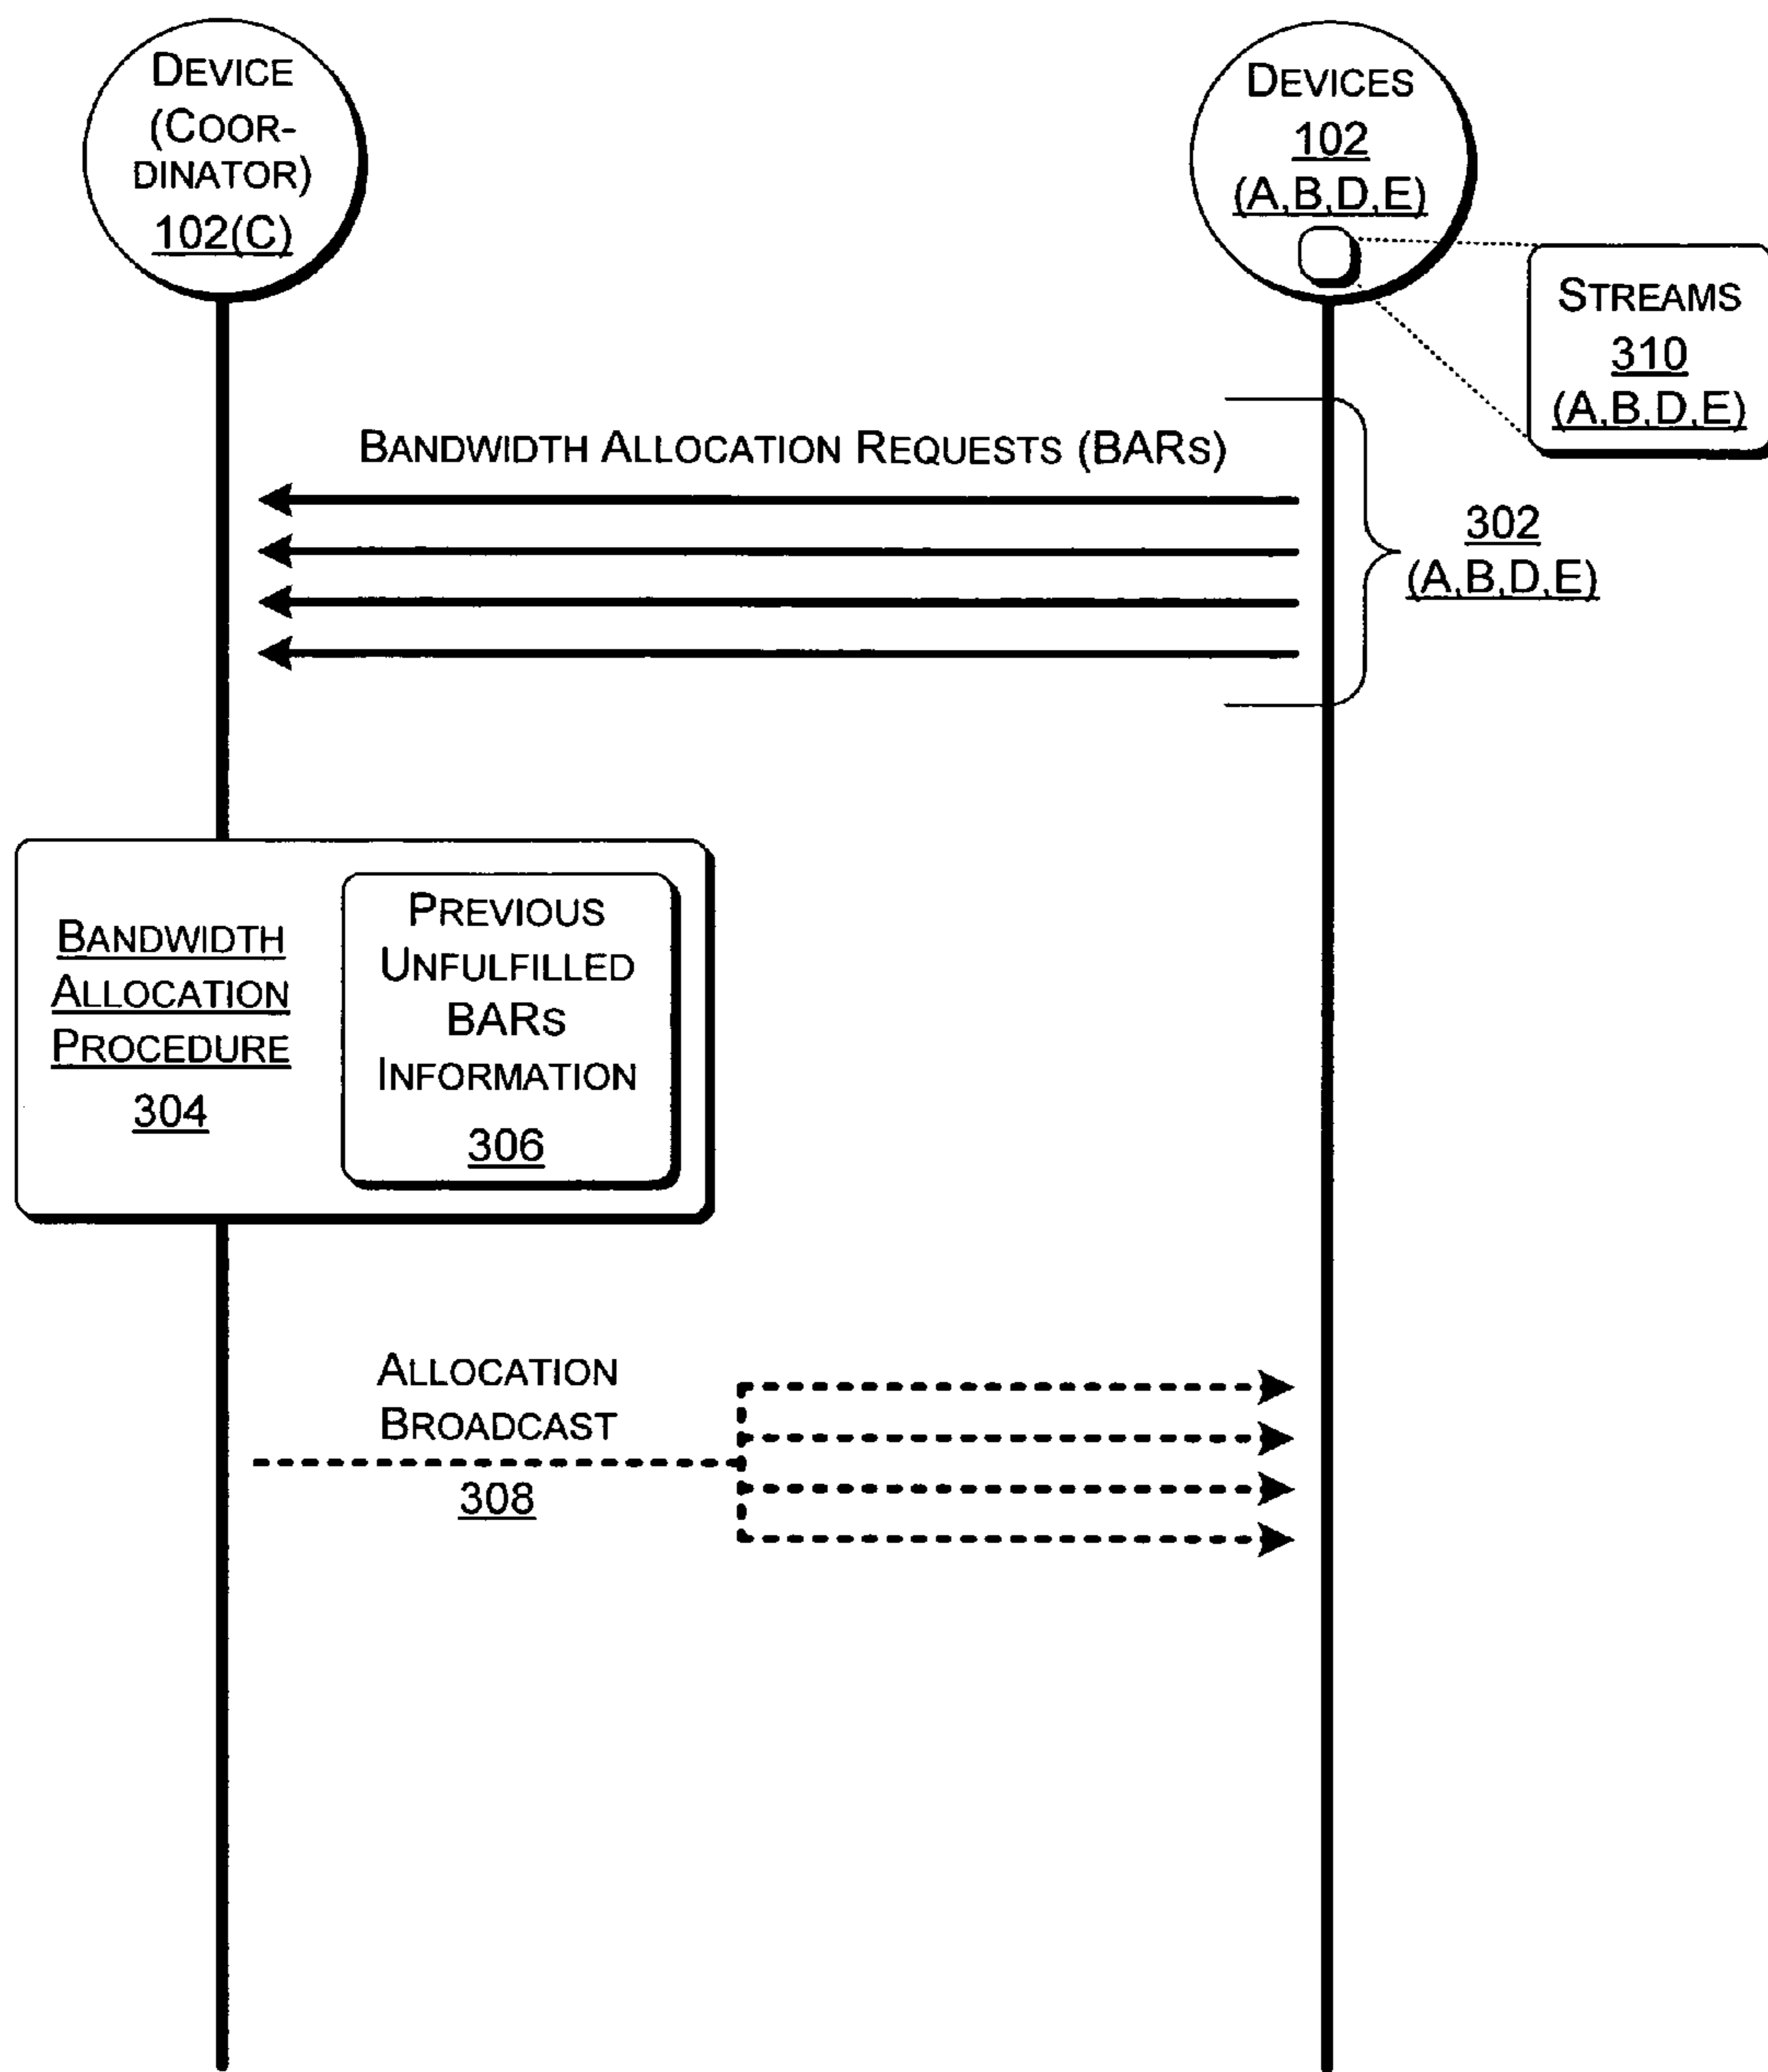 DEVICE
(COOR-
DINATOR)
102(C)
DEVICES
102
(A,B,D,E)
STREAMS
310
(A,B,D,E)
BANDWIDTH ALLOCATION REQUESTS (BARS)
302
(A,B,D,E)
BANDWIDTH
ALLOCATION
PROCEDURE
304
PREVIOUS
UNFULFILLED
BARS
INFORMATION
306
ALLOCATION
BROADCAST
308